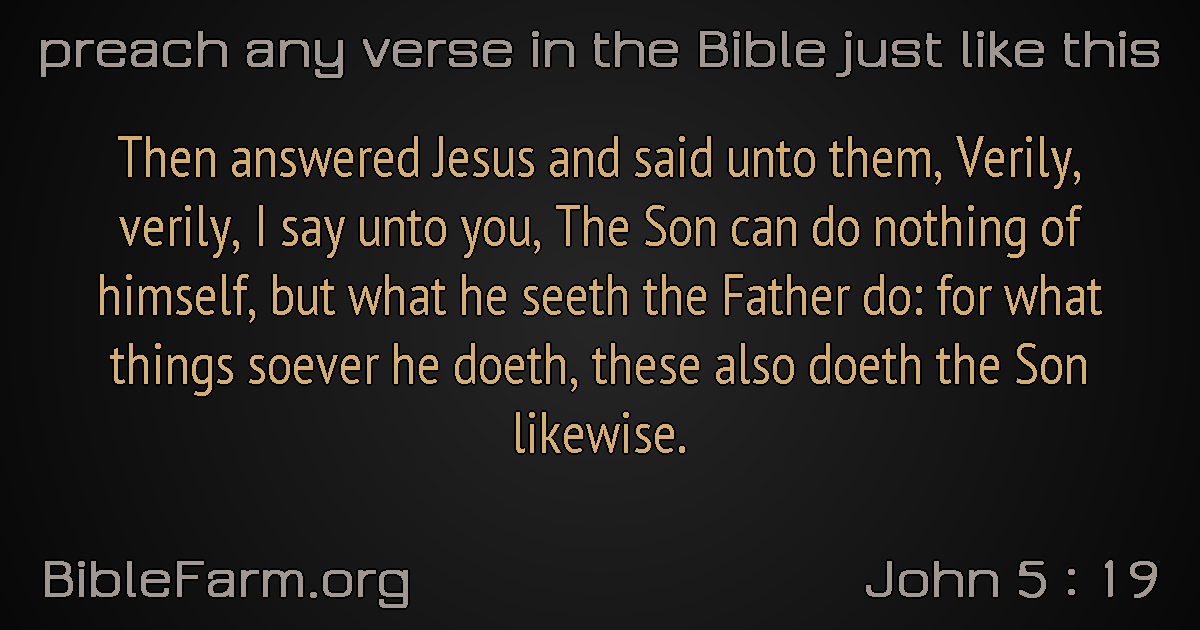 preach any verse in the Bible just like this
Then answered Jesus and said unto them, Verily,
verily, I say unto you, The Son can do nothing of
himself, but what he seeth the Father do: for what
things soever he doeth, these also doeth the Son
likewise.
BibleFarm.org
John 5 : 19